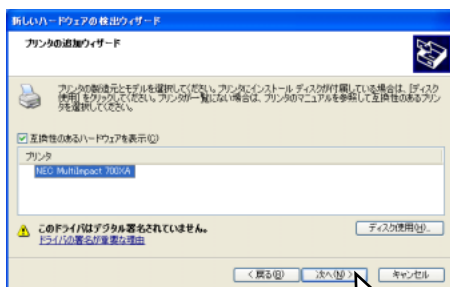 新しいハードウェアの検出ウィザード
プリンタの追加ウィザード
プリンタの製造元とモデルを選択してください。プリンタにインストール ディスクが付属している場合は、[ディスク
使用] をクリックしてください。プリンタが一覧にない場合は、プリンタのマニュアルを参照して互換性のあるプリン
タを選択してください。
互換性のあるハードウェアを表示(C)
プリンタ
NEC MultiImpact 700XA
このドライバはデジタル署名されていません。
ディスク使用(H)...
ドライバの署名が重要な理由
< 戻る(B)
次へ(N) >
キャンセル